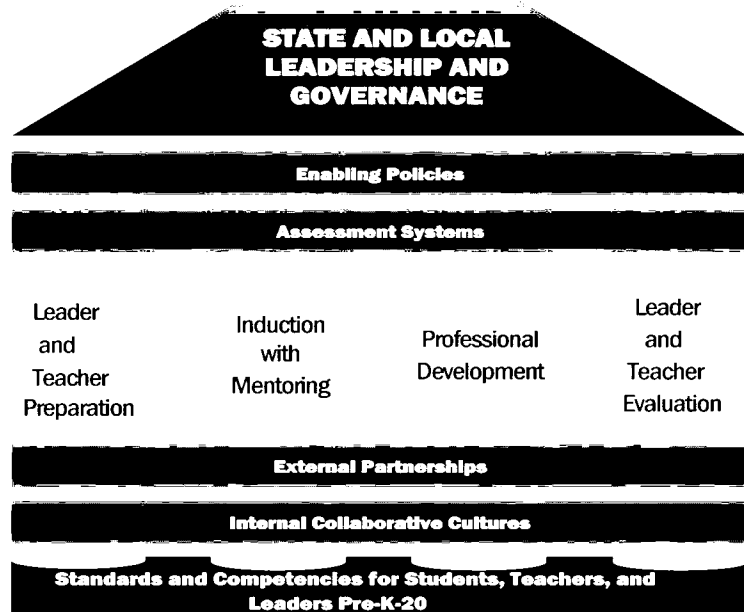 STATE AND LOCAL
LEADERSHIP AND
GOVERNANCE
Enabling Policies
Assessment Systems
Leader
and
Teacher
Preparation
Induction
with
Mentoring
Professional
Development
Leader
and
Teacher
Evaluation
External Partnerships
Internal Collaborative Cultures
Standards and Competencies for Students, Teachers, and
Leaders Pre-K-20